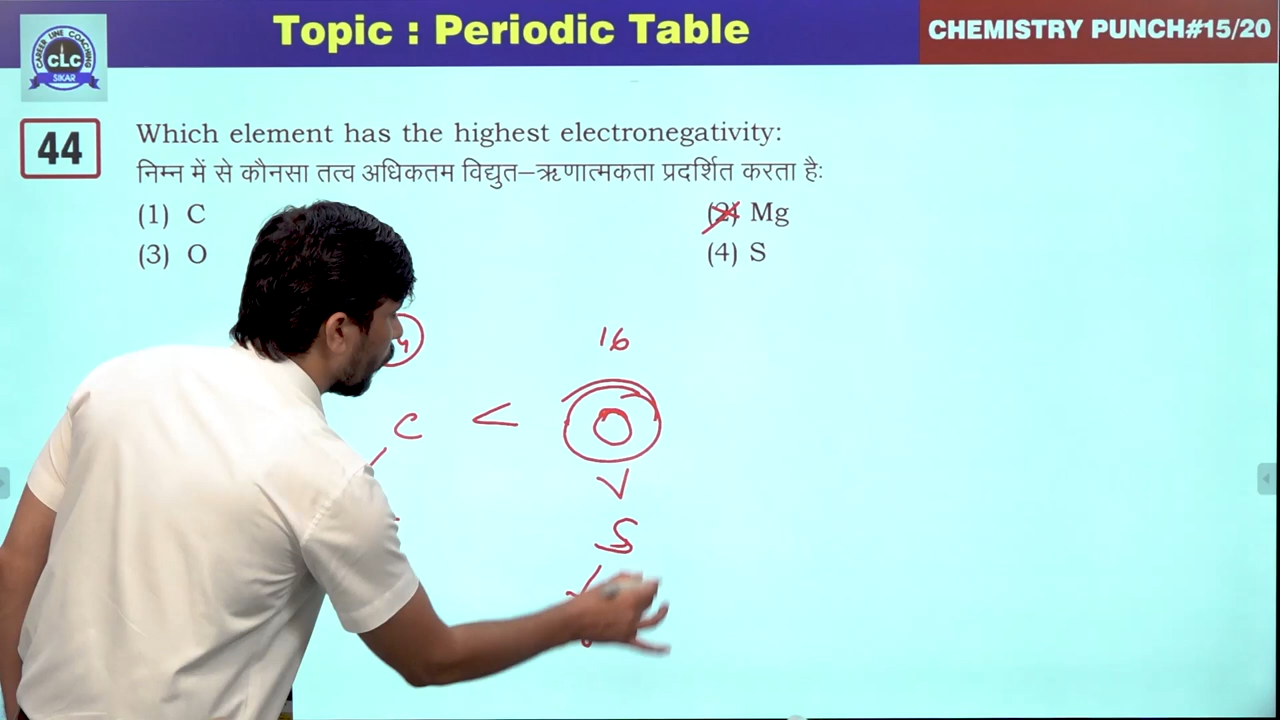 Topic : Periodic Table
CHEMISTRY PUNCH#15/20
CAREER LINE COACHING
CLC
SIKAR
44
Which element has the highest electronegativity:
निम्न में से कौनसा तत्व अधिकतम विद्युत–ऋणात्मकता प्रदर्शित करता है:
(1) C
(2) Mg
(3) O
(4) S
16
C < O
S